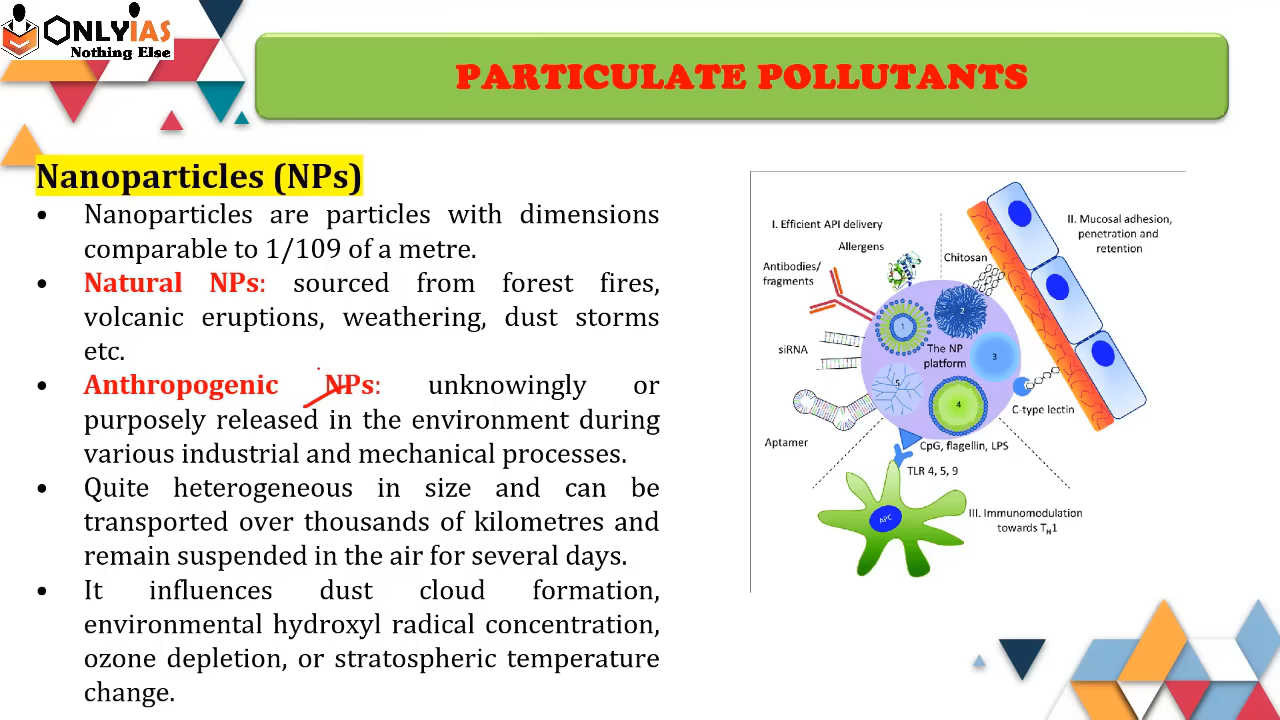 ONLYIAS
Nothing Else
PARTICULATE POLLUTANTS
Nanoparticles (NPs)
• Nanoparticles are particles with dimensions
comparable to 1/109 of a metre.
• Natural NPs: sourced from forest fires,
volcanic eruptions, weathering, dust storms
etc.
• Anthropogenic NPs: unknowingly or
purposely released in the environment during
various industrial and mechanical processes.
• Quite heterogeneous in size and can be
transported over thousands of kilometres and
remain suspended in the air for several days.
• It influences dust cloud formation,
environmental hydroxyl radical concentration,
ozone depletion, or stratospheric temperature
change.
I. Efficient API delivery
Allergens
Antibodies/
fragments
siRNA
Aptamer
Chitosan
II. Mucosal adhesion,
penetration and
retention
1
2
The NP
platform
3
5
4
C-type lectin
CpG, flagellin, LPS
TLR 4, 5, 9
APC
III. Immunomodulation
towards TH1